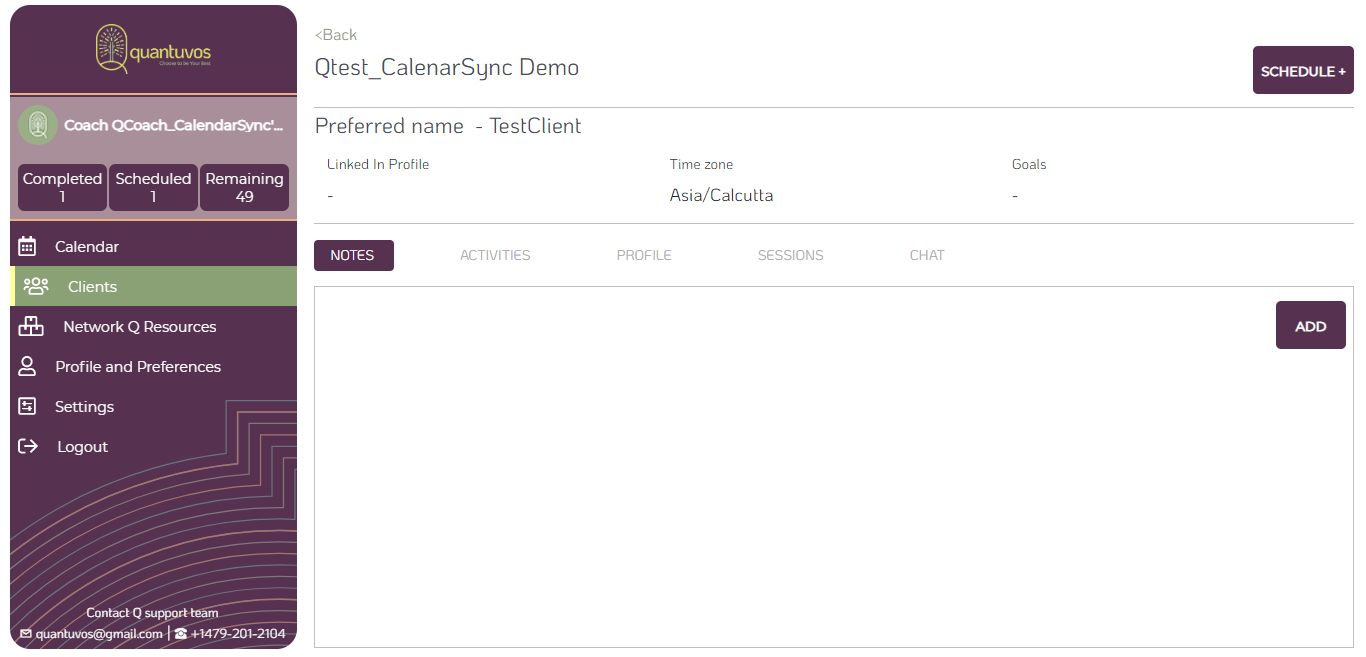 quantuvos
Choose to be Your Best
Coach QCoach_CalendarSync'...
Completed
1
Scheduled
1
Remaining
49
Calendar
Clients
Network Q Resources
Profile and Preferences
Settings
Logout
Contact Q support team
quantuvos@gmail.com | +1479-201-2104
<Back
Qtest_CalenarSync Demo
SCHEDULE +
Preferred name - TestClient
Linked In Profile Time zone Goals
- Asia/Calcutta -
NOTES ACTIVITIES PROFILE SESSIONS CHAT
ADD